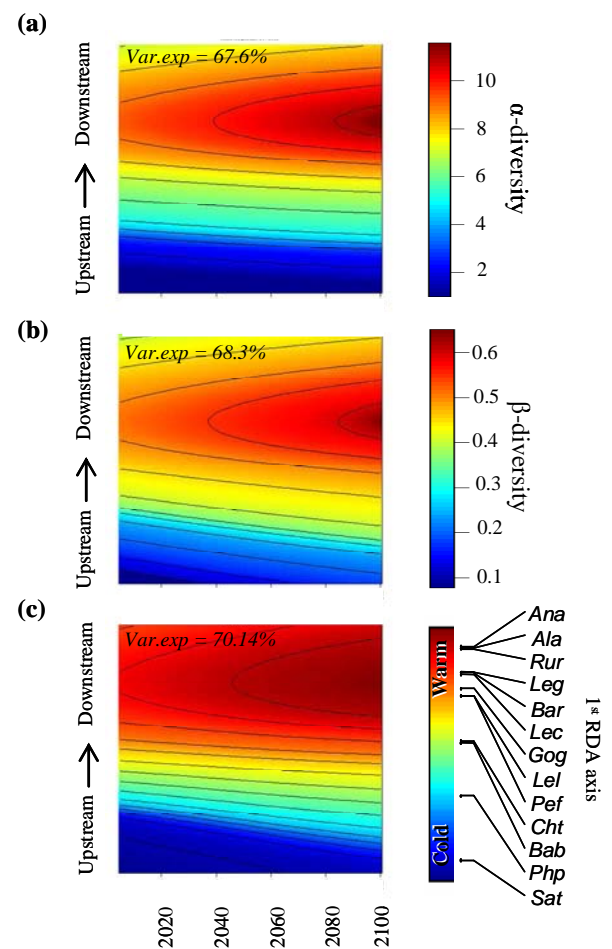 (a)
Var.exp = 67.6%
Upstream → Downstream
10
8
6
4
2
α-diversity
(b)
Var.exp = 68.3%
Upstream → Downstream
0.6
0.5
0.4
0.3
0.2
0.1
β-diversity
(c)
Var.exp = 70.14%
Upstream → Downstream
Warm
Cold
Ana
Ala
Rur
Leg
Bar
Lec
Gog
Lel
Pef
Cht
Bab
Php
Sat
1st RDA axis
2020
2040
2060
2080
2100